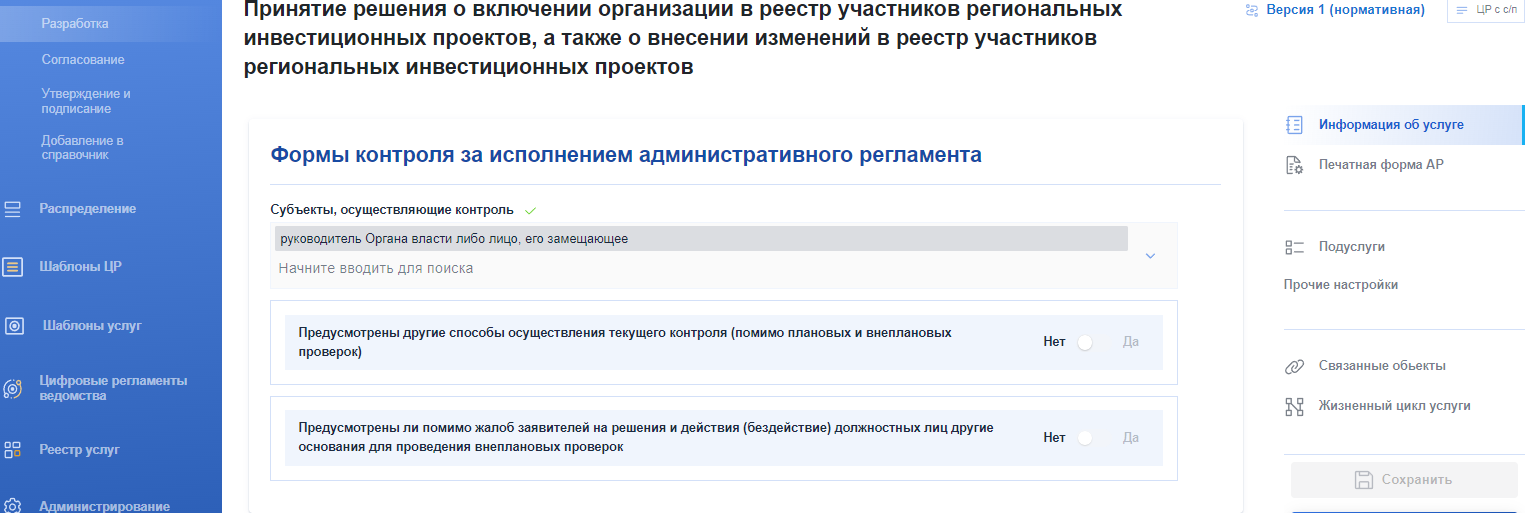 Разработка
Согласование
Утверждение и
подписание
Добавление в
справочник
Распределение
Шаблоны ЦР
Шаблоны услуг
Цифровые регламенты
ведомства
Реестр услуг
Администрирование
Принятие решения о включении организации в реестр участников региональных
инвестиционных проектов, а также о внесении изменений в реестр участников
региональных инвестиционных проектов
Версия 1 (нормативная)
ЦР с с/п
Формы контроля за исполнением административного регламента
Субъекты, осуществляющие контроль
руководитель Органа власти либо лицо, его замещающее
Начните вводить для поиска
Предусмотрены другие способы осуществления текущего контроля (помимо плановых и внеплановых
проверок)
Нет Да
Предусмотрены ли помимо жалоб заявителей на решения и действия (бездействие) должностных лиц другие
основания для проведения внеплановых проверок
Нет Да
Информация об услуге
Печатная форма АР
Подуслуги
Прочие настройки
Связанные обьекты
Жизненный цикл услуги
Сохранить